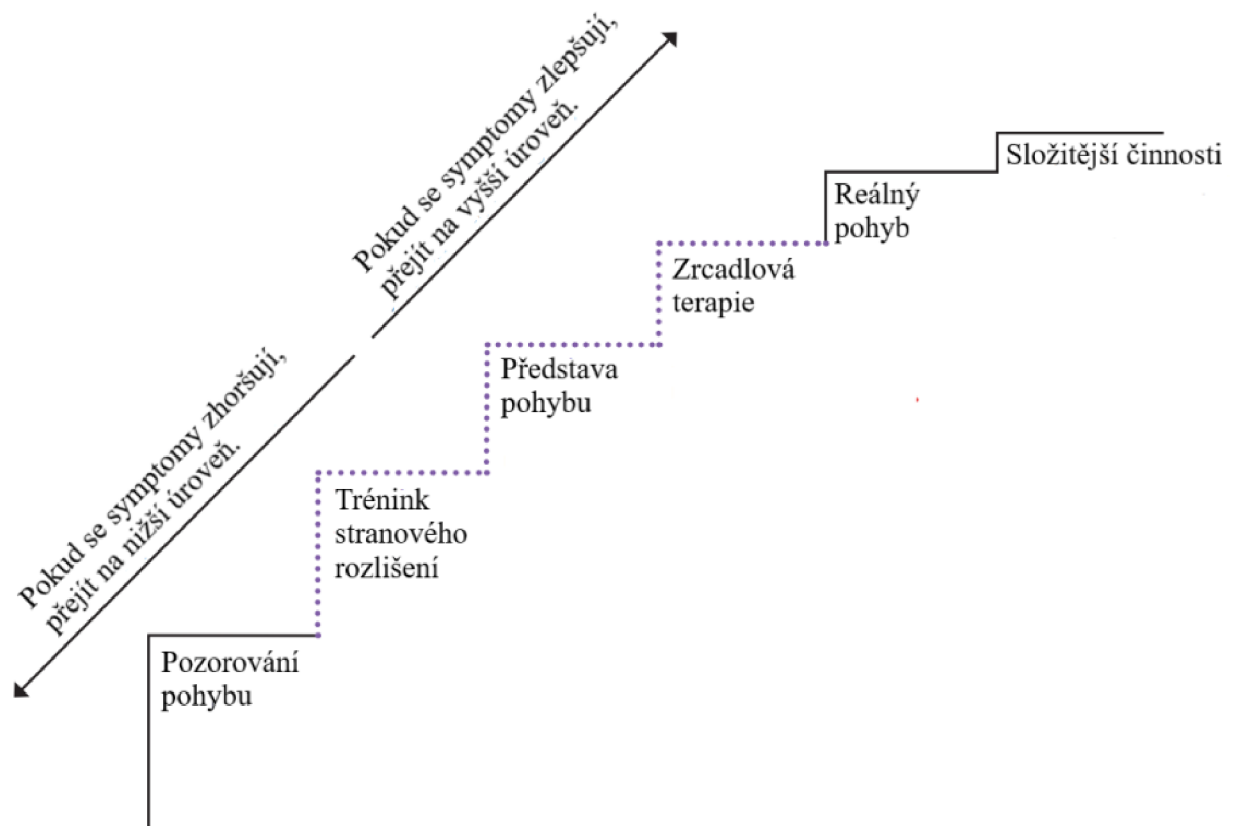 Pokud se symptomy zlepšují,
přejít na vyšší úroveň.
Složitější činnosti
Reálný
pohyb
Zrcadlová
terapie
Představa
pohybu
Pokud se symptomy zhoršují,
přejít na nižší úroveň.
Trénink
stranového
rozlišení
Pozorování
pohybu